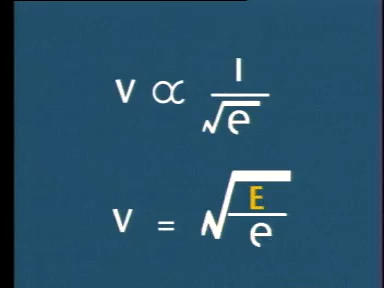 v ∝ 1/√e
v = √(E/e)